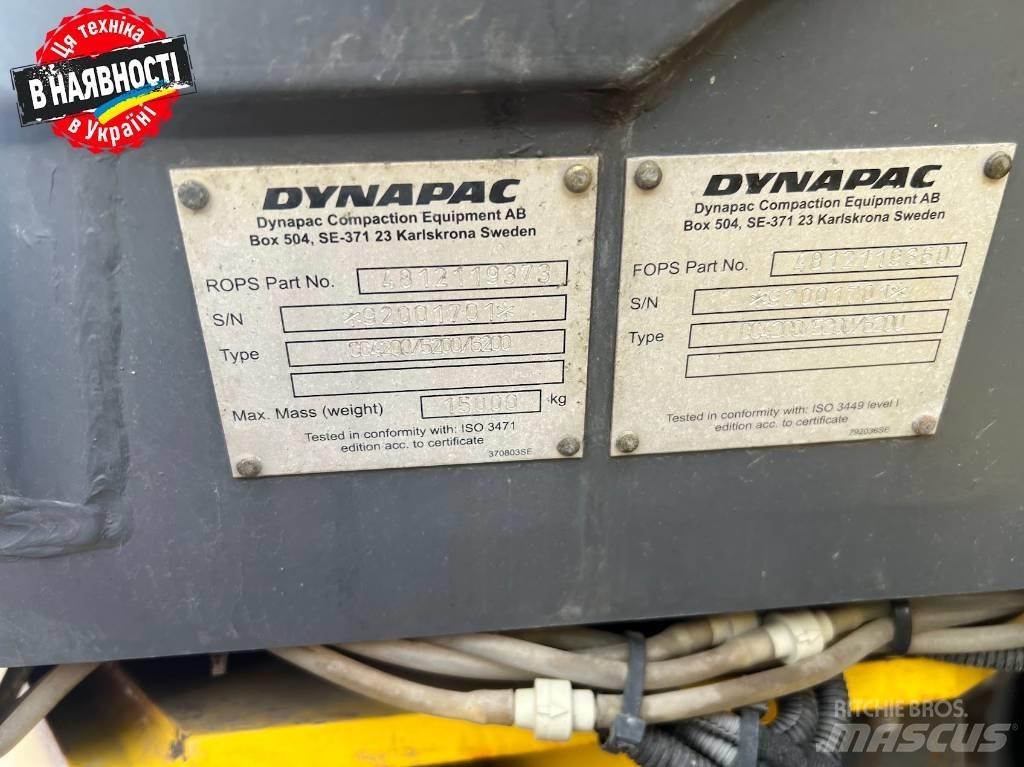 Ця техніка
В НАЯВНОСТІ
в Україні
DYNAPAC
Dynapac Compaction Equipment AB
Box 504, SE-371 23 Karlskrona Sweden
ROPS Part No. 4812119373
S/N *92001701*
Type
Max. Mass (weight) 15000 kg
Tested in conformity with: ISO 3471
edition acc. to certificate
370803SE
DYNAPAC
Dynapac Compaction Equipment AB
Box 504, SE-371 23 Karlskrona Sweden
FOPS Part No.
S/N *92001701*
Type
Tested in conformity with: ISO 3449 level I
edition acc. to certificate
792036SE
RITCHIE BROS.
MASCUS